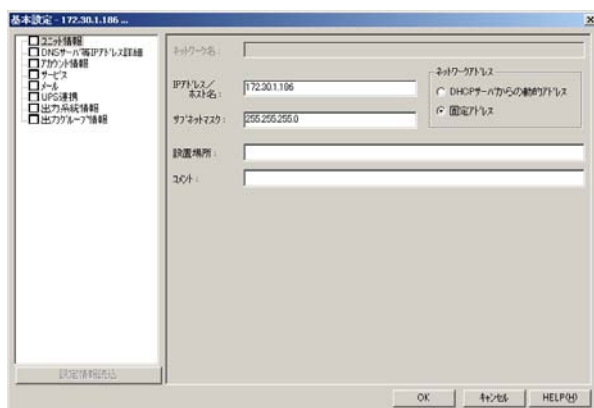 基本設定 - 172.30.1.186 ...
ユニット情報
DNSサーバ等IPアドレス詳細
アカウント情報
サービス
メール
UPS連携
出力系統情報
出力グループ情報
設定情報読込
ネットワーク名:
IPアドレス/
ホスト名:
172.30.1.186
サブネットマスク:
255.255.255.0
ネットワークアドレス
DHCPサーバからの動的アドレス
固定アドレス
設置場所:
コメント:
OK
キャンセル
HELP(H)